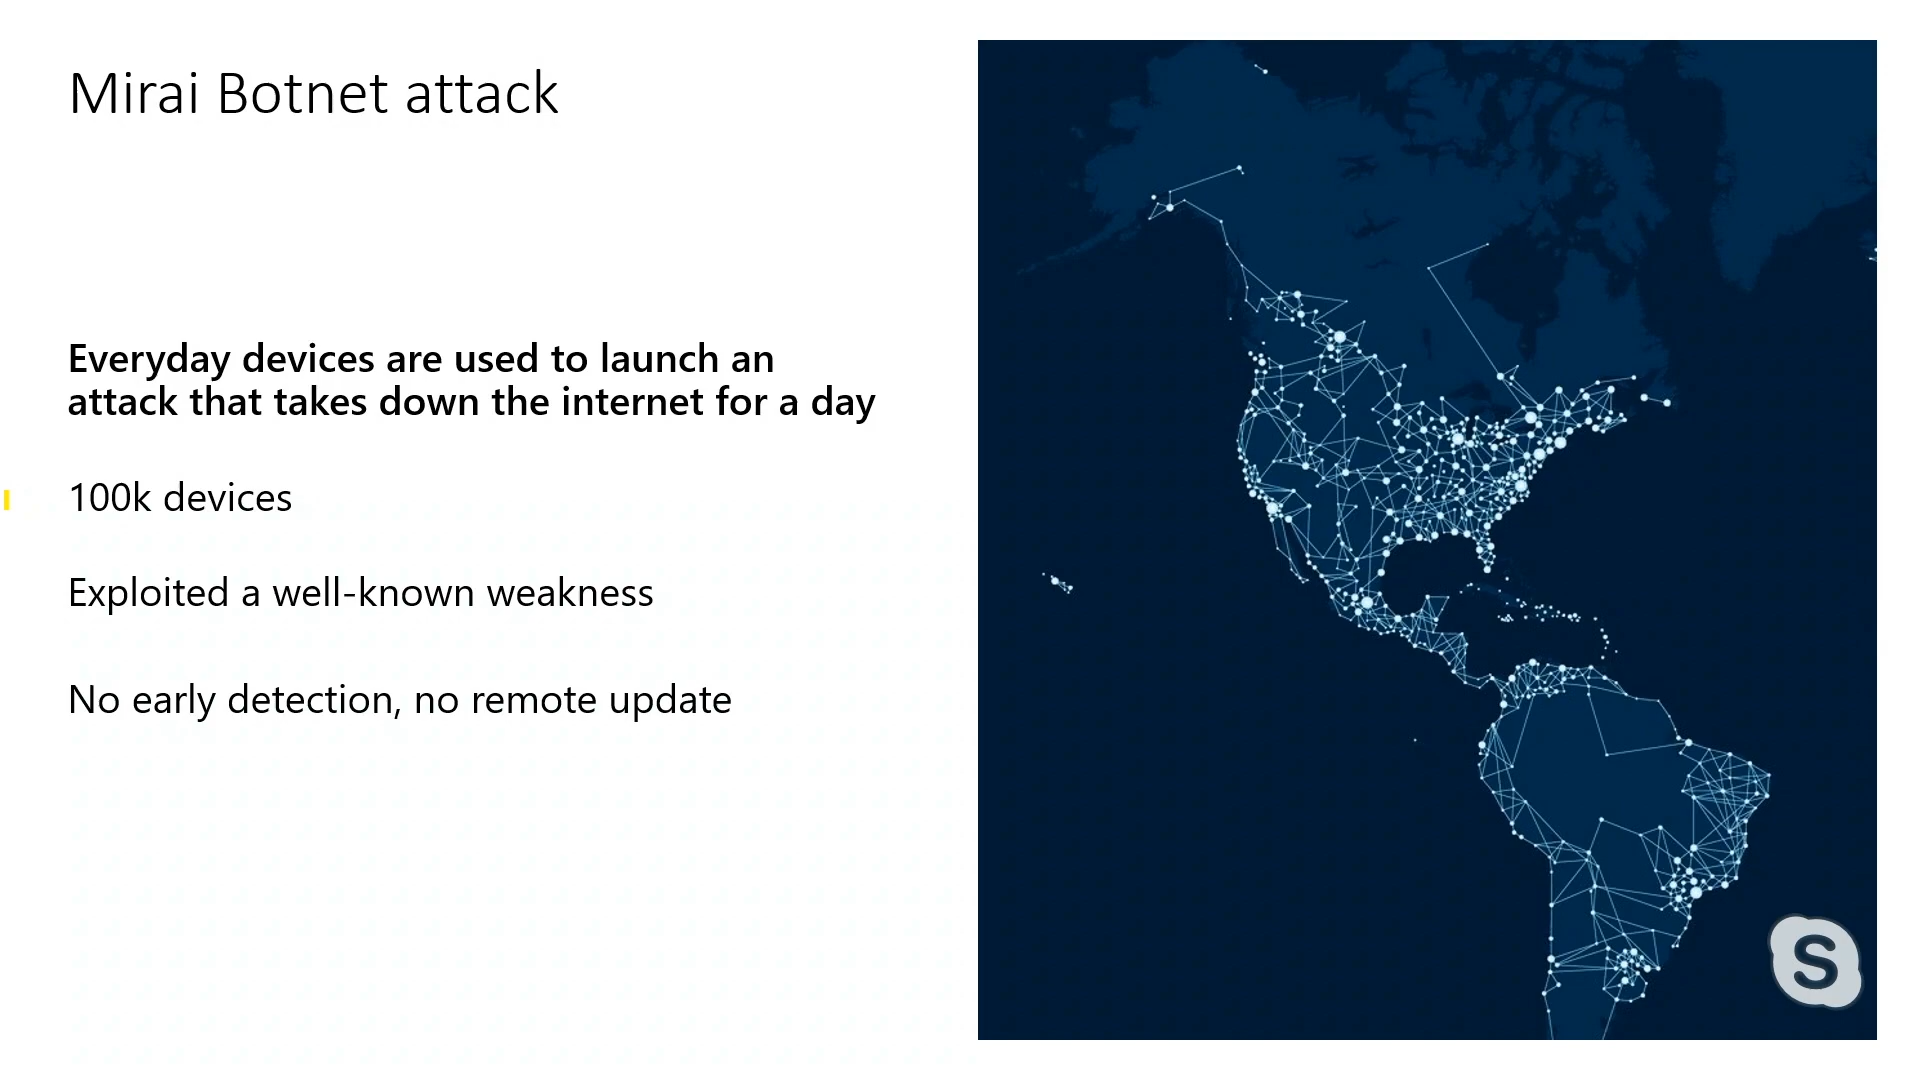 Mirai Botnet attack
Everyday devices are used to launch an
attack that takes down the internet for a day
100k devices
Exploited a well-known weakness
No early detection, no remote update
S